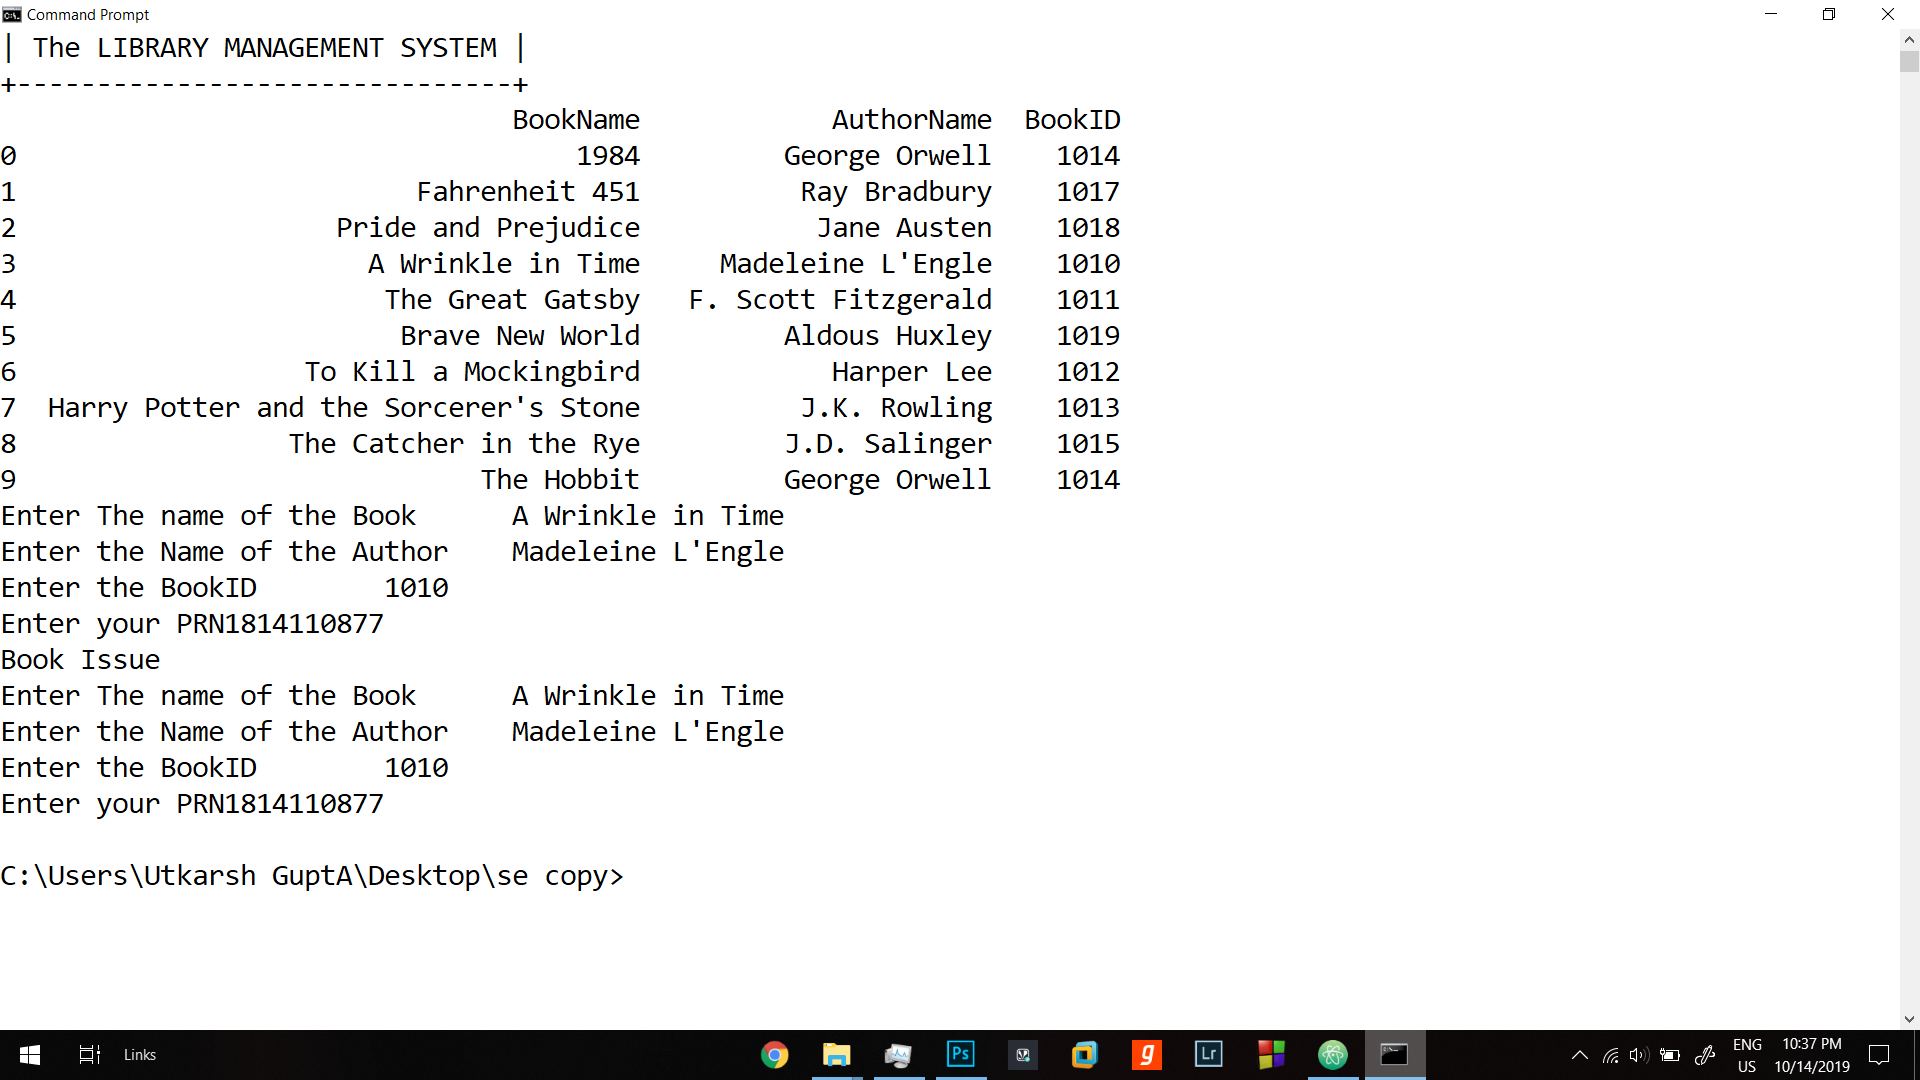 Command Prompt
| The LIBRARY MANAGEMENT SYSTEM |
+-------------------------------+
BookName AuthorName BookID
0 1984 George Orwell 1014
1 Fahrenheit 451 Ray Bradbury 1017
2 Pride and Prejudice Jane Austen 1018
3 A Wrinkle in Time Madeleine L'Engle 1010
4 The Great Gatsby F. Scott Fitzgerald 1011
5 Brave New World Aldous Huxley 1019
6 To Kill a Mockingbird Harper Lee 1012
7 Harry Potter and the Sorcerer's Stone J.K. Rowling 1013
8 The Catcher in the Rye J.D. Salinger 1015
9 The Hobbit George Orwell 1014
Enter The name of the Book A Wrinkle in Time
Enter the Name of the Author Madeleine L'Engle
Enter the BookID 1010
Enter your PRN1814110877
Book Issue
Enter The name of the Book A Wrinkle in Time
Enter the Name of the Author Madeleine L'Engle
Enter the BookID 1010
Enter your PRN1814110877
C:\Users\Utkarsh GuptA\Desktop\se copy>
Links Ps g Lr ENG 10:37 PM
US 10/14/2019